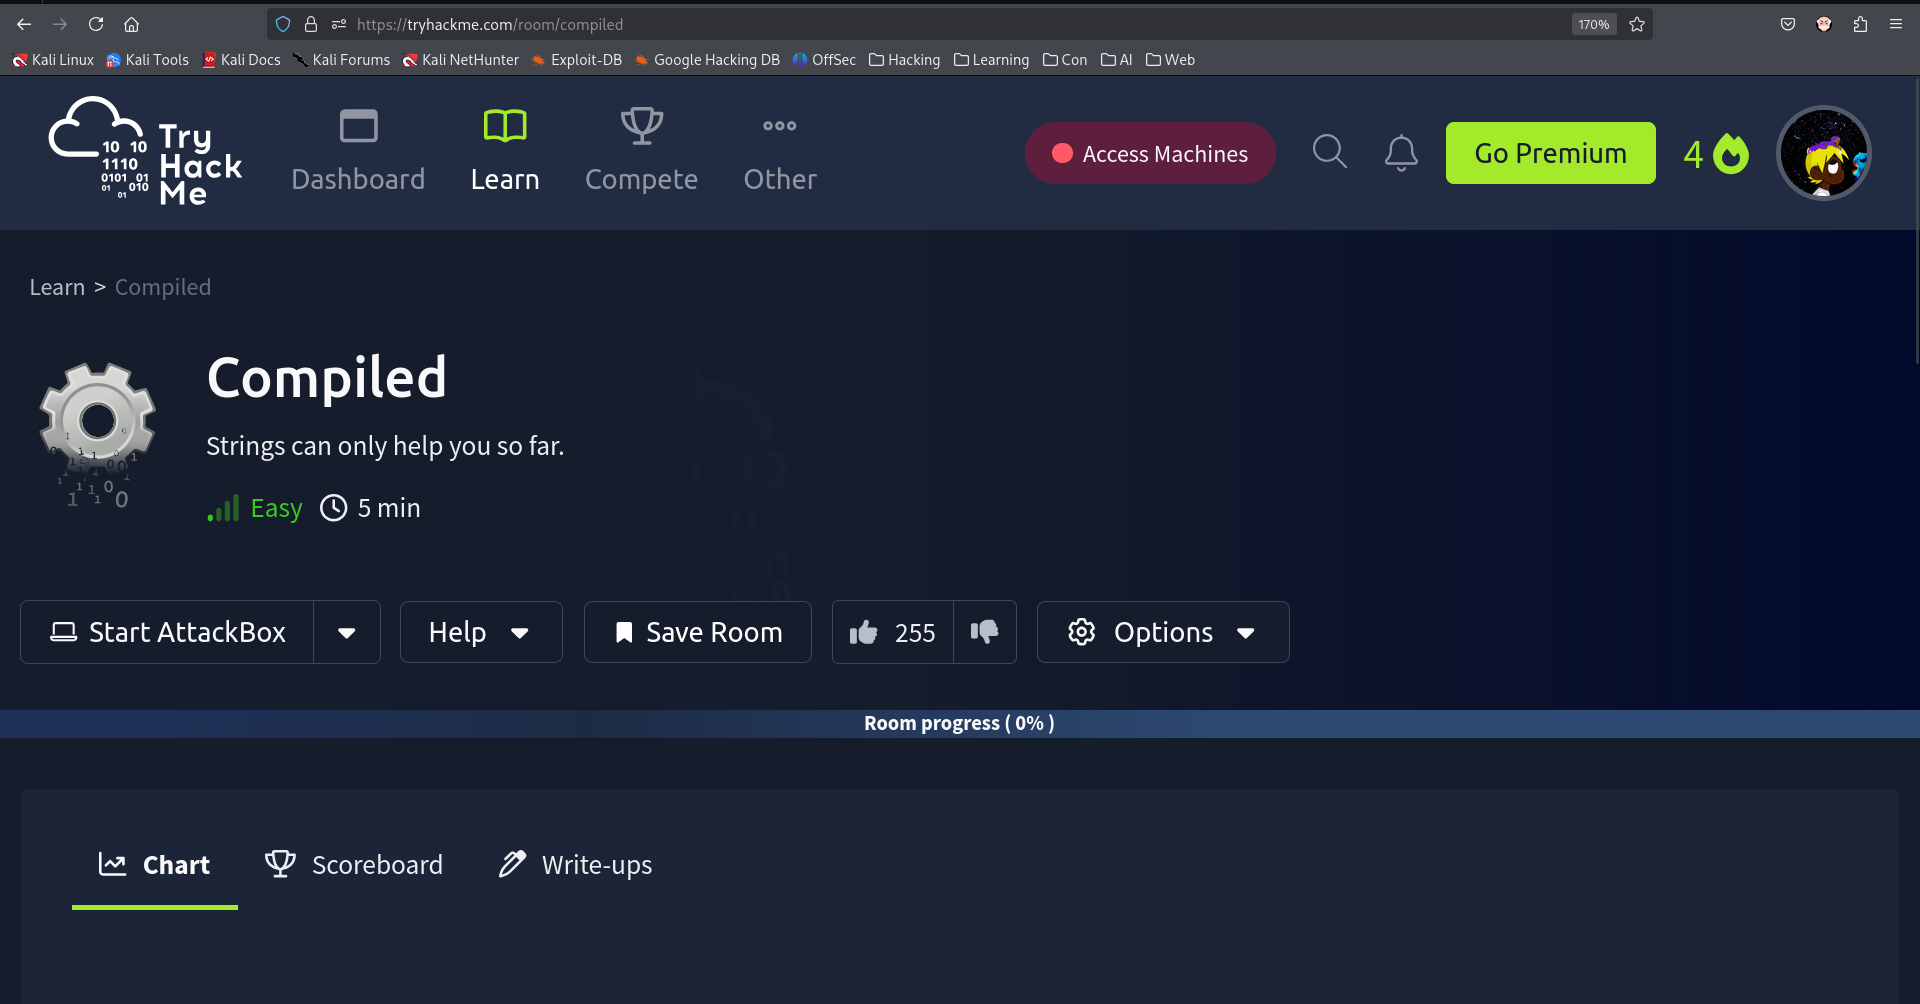 https://tryhackme.com/room/compiled
170%
Kali Linux Kali Tools Kali Docs Kali Forums Kali NetHunter Exploit-DB Google Hacking DB OffSec Hacking Learning Con AI Web
10 10
1110
0101 01
01 01 010
Try
Hack
Me
Dashboard Learn Compete Other
Access Machines
Go Premium
4
Learn > Compiled
Compiled
Strings can only help you so far.
Easy 5 min
Start AttackBox
Help
Save Room
255
Options
Room progress ( 0% )
Chart Scoreboard Write-ups